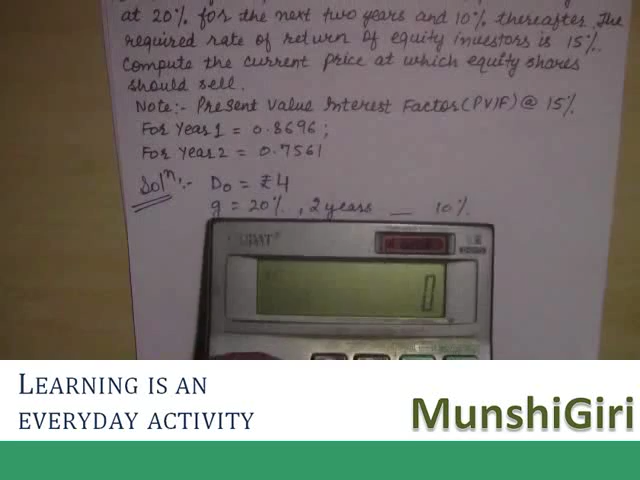 at 20% for the next two years and 10% thereafter. The
required rate of return of equity investors is 15%.
Compute the current price at which equity shares
should sell.
Note:- Present Value Interest Factor (PVIF) @ 15%
For Year 1 = 0.8696;
For Year 2 = 0.7561
Solⁿ:- D₀ = ₹4
g = 20% , 2 years — 10%
0
LEARNING IS AN
EVERYDAY ACTIVITY
MunshiGiri